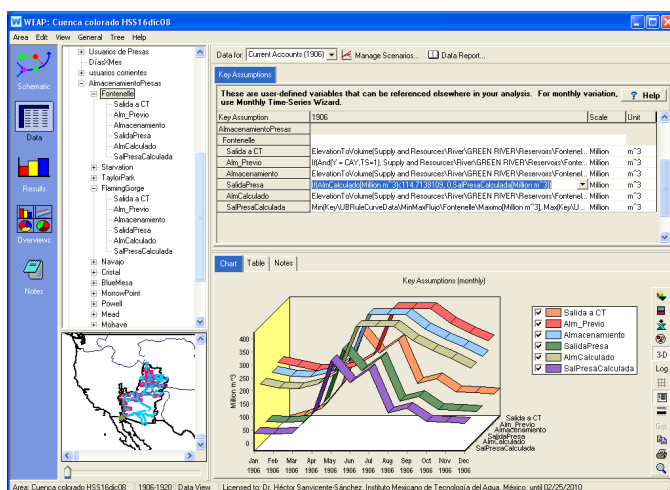 WEAP: Cuenca colorado HSS16dic08
Area Edit View General Tree Help
Schematic
Data
Results
Overviews
Notes
Usuarios de Presas
DíasXMes
usuarios corrientes
AlmacenamientoPresas
Fontenelle
Salida a CT
Alm_Previo
Almacenamiento
SalidaPresa
AlmCalculado
SalPresaCalculada
Starvation
TaylorPark
FlamingGorge
Salida a CT
Alm_Previo
Almacenamiento
SalidaPresa
AlmCalculado
SalPresaCalculada
Navajo
Cristal
BlueMesa
MorrowPoint
Powell
Mead
Mohave
Data for: Current Accounts (1906) Manage Scenarios... Data Report...
Key Assumptions
These are user-defined variables that can be referenced elsewhere in your analysis. For monthly variation, use Monthly Time-Series Wizard.
? Help
Key Assumption 1906 Scale Unit
AlmacenamientoPresas
Fontenelle
Salida a CT ElevationToVolume(Supply and Resources\River\GREEN RIVER\Reservoirs\Fontenel... Million m^3
Alm_Previo If(And(Y = CAY,TS=1), Supply and Resources\River\GREEN RIVER\Reservoirs\Fonte... Million m^3
Almacenamiento ElevationToVolume(Supply and Resources\River\GREEN RIVER\Reservoirs\Fontenel... Million m^3
SalidaPresa If(AlmCalculado[Million m^3]<114.7138109, 0,SalPresaCalculada[Million m^3]) Million m^3
AlmCalculado ElevationToVolume(Supply and Resources\River\GREEN RIVER\Reservoirs\Fontenel... Million m^3
SalPresaCalculada Min(Key\UBRuleCurveData\MinMaxFlujo\Fontenelle\Maximo[Million m^3], Max(Key\U... Million m^3
Chart Table Notes
Key Assumptions (monthly)
Million m^3
400
350
300
250
200
150
100
50
0
Jan Feb Mar Apr May Jun Jul Aug Sep Oct Nov Dec
1906 1906 1906 1906 1906 1906 1906 1906 1906 1906 1906 1906
Salida a CT
Alm_Previo
Almacenamiento
SalidaPresa
AlmCalculado
SalPresaCalculada
Salida a CT
Alm_Previo
Almacenamiento
SalidaPresa
AlmCalculado
SalPresaCalculada
3-D
Log
Grp
Area: Cuenca colorado HSS16dic08 1906-1920 Data View Licensed to: Dr. Héctor Sanvicente-Sánchez, Instituto Mexicano de Tecnología del Agua, México, until 02/25/2010